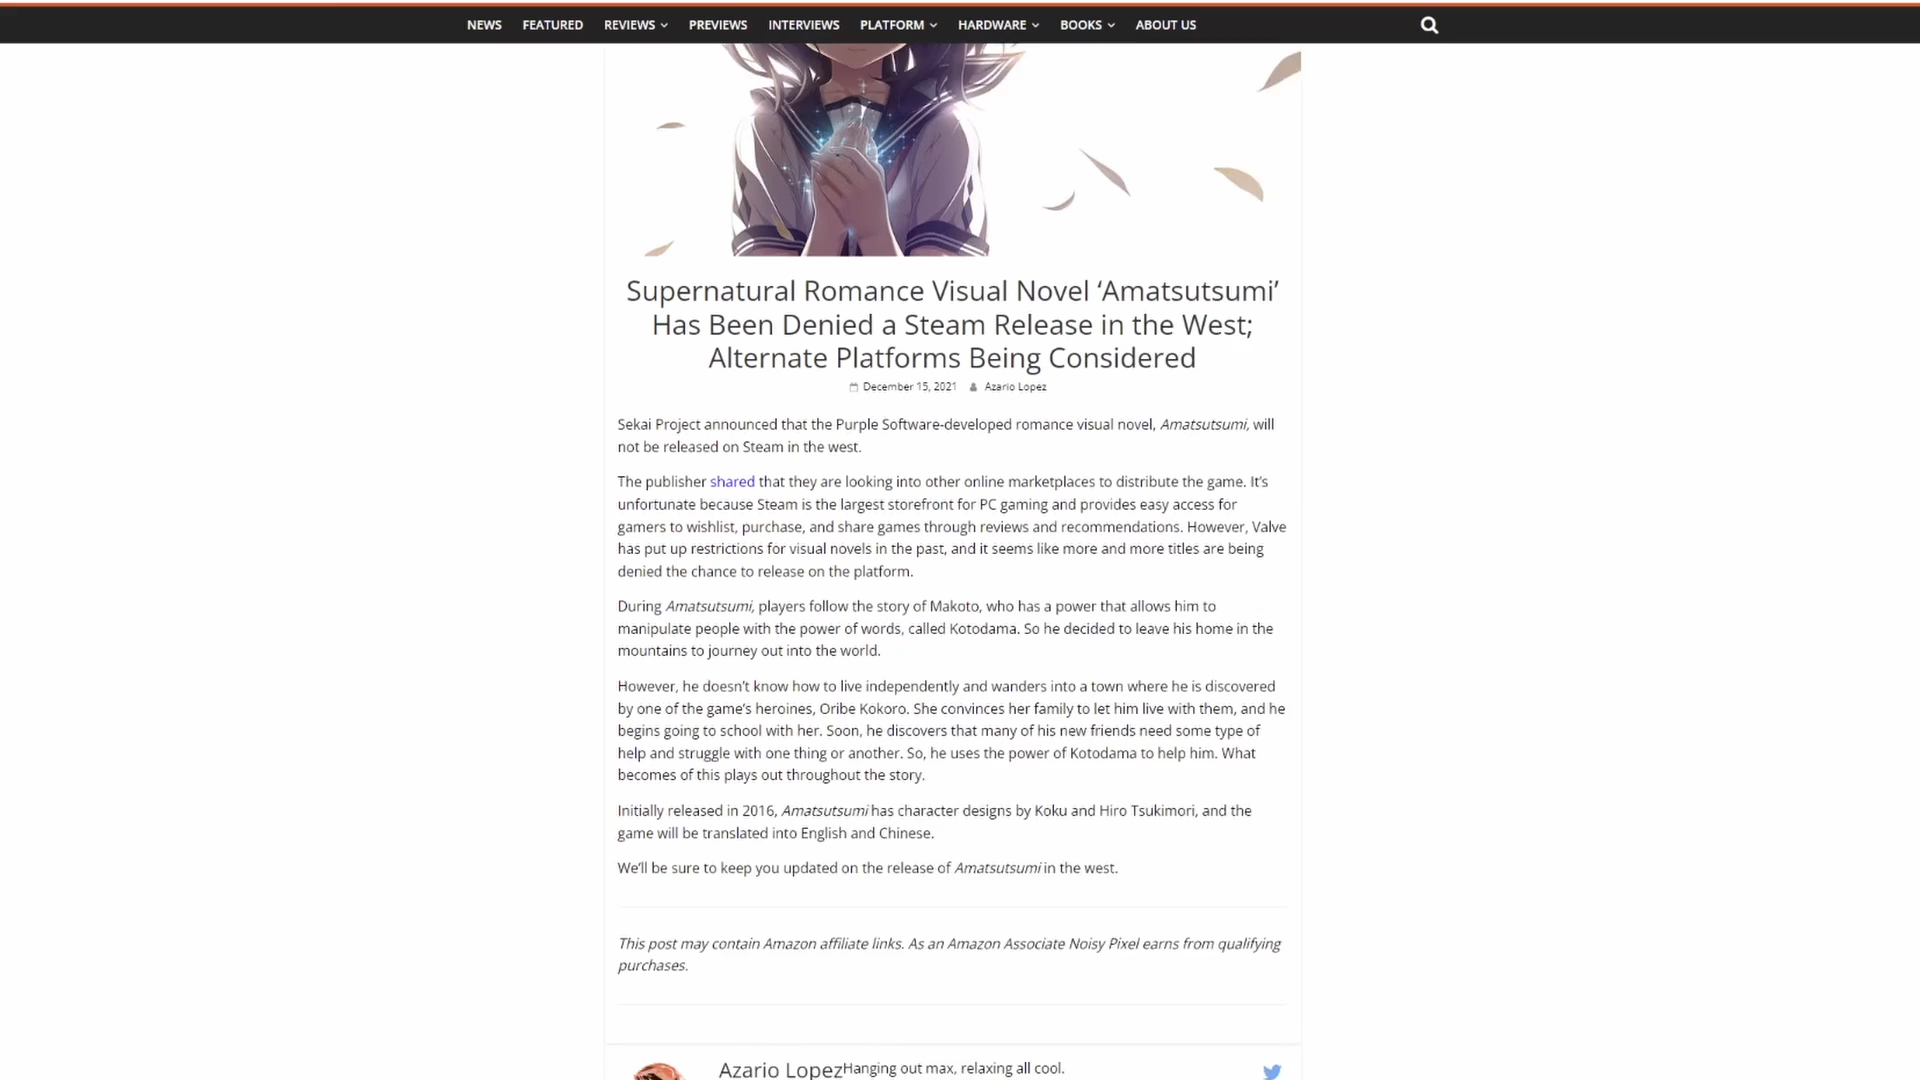 NEWS FEATURED REVIEWS PREVIEWS INTERVIEWS PLATFORM HARDWARE BOOKS ABOUT US
Supernatural Romance Visual Novel ‘Amatsutsumi’
Has Been Denied a Steam Release in the West;
Alternate Platforms Being Considered
December 15, 2021 Azario Lopez
Sekai Project announced that the Purple Software-developed romance visual novel, Amatsutsumi, will
not be released on Steam in the west.
The publisher shared that they are looking into other online marketplaces to distribute the game. It’s
unfortunate because Steam is the largest storefront for PC gaming and provides easy access for
gamers to wishlist, purchase, and share games through reviews and recommendations. However, Valve
has put up restrictions for visual novels in the past, and it seems like more and more titles are being
denied the chance to release on the platform.
During Amatsutsumi, players follow the story of Makoto, who has a power that allows him to
manipulate people with the power of words, called Kotodama. So he decided to leave his home in the
mountains to journey out into the world.
However, he doesn’t know how to live independently and wanders into a town where he is discovered
by one of the game’s heroines, Oribe Kokoro. She convinces her family to let him live with them, and he
begins going to school with her. Soon, he discovers that many of his new friends need some type of
help and struggle with one thing or another. So, he uses the power of Kotodama to help him. What
becomes of this plays out throughout the story.
Initially released in 2016, Amatsutsumi has character designs by Koku and Hiro Tsukimori, and the
game will be translated into English and Chinese.
We’ll be sure to keep you updated on the release of Amatsutsumi in the west.
This post may contain Amazon affiliate links. As an Amazon Associate Noisy Pixel earns from qualifying
purchases.
Azario Lopez Hanging out max, relaxing all cool.